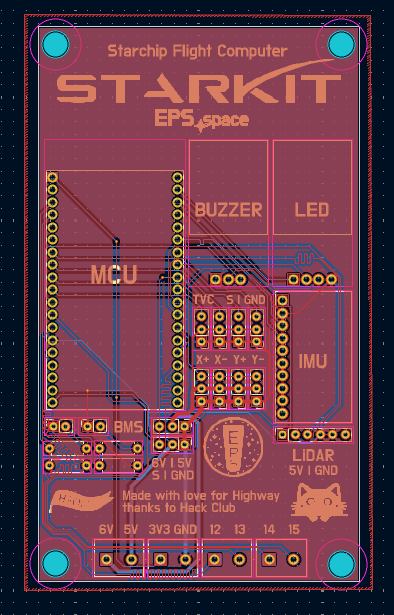 Starchip Flight Computer
STARKIT
EPS space
BUZZER
LED
MCU
TVC S I GND
X+ X- Y+ Y-
IMU
BMS
6V I 5V
S I GND
EPS
LiDAR
5V I GND
Made with love for Highway
thanks to Hack Club
6V 5V 3V3 GND 12 13 14 15